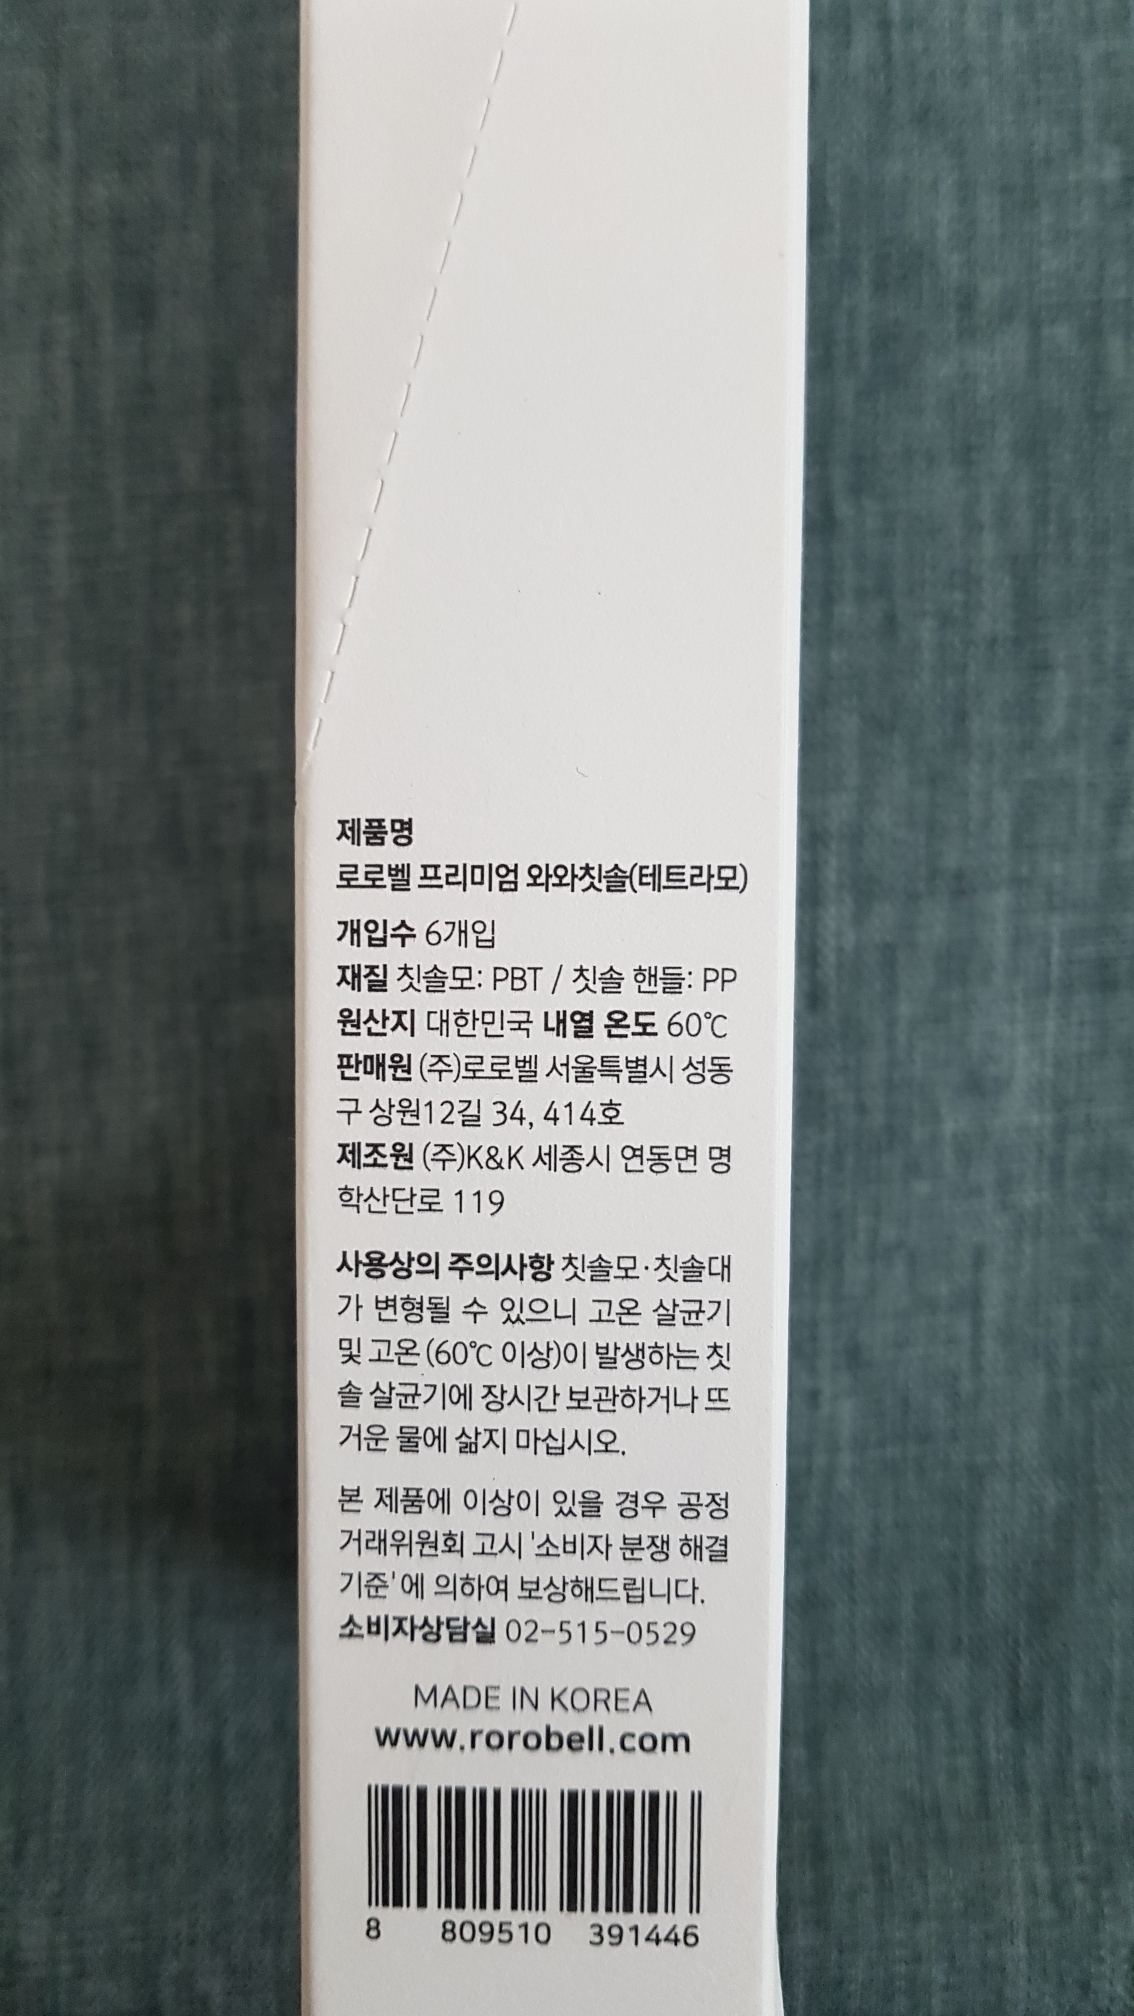 제품명
로로벨 프리미엄 와와칫솔(테트라모)
개입수 6개입
재질 칫솔모: PBT / 칫솔 핸들: PP
원산지 대한민국 내열 온도 60℃
판매원 (주)로로벨 서울특별시 성동
구 상원12길 34, 414호
제조원 (주)K&K 세종시 연동면 명
학산단로 119
사용상의 주의사항 칫솔모·칫솔대
가 변형될 수 있으니 고온 살균기
및 고온 (60℃ 이상)이 발생하는 칫
솔 살균기에 장시간 보관하거나 뜨
거운 물에 삶지 마십시오.
본 제품에 이상이 있을 경우 공정
거래위원회 고시 '소비자 분쟁 해결
기준'에 의하여 보상해드립니다.
소비자상담실 02-515-0529
MADE IN KOREA
www.rorobell.com
8 809510 391446